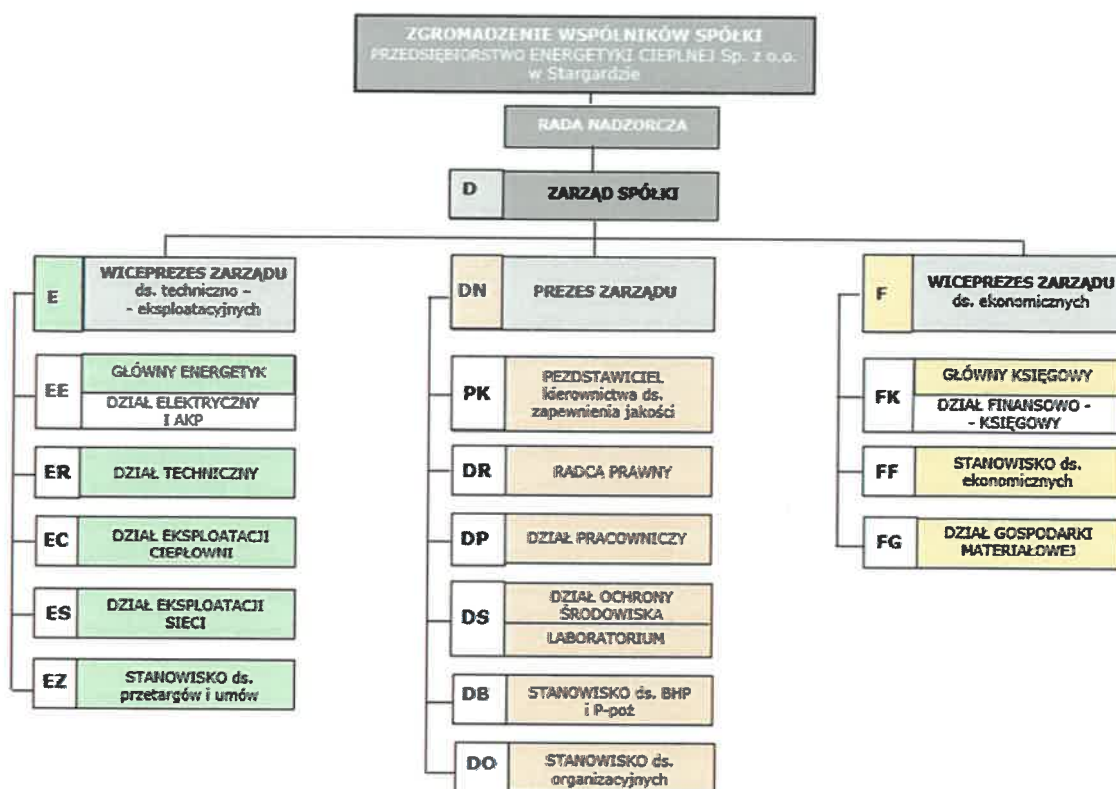 ZGROMADZENIE WSPÓLNIKÓW SPÓŁKI
PRZEDSIĘBIORSTWO ENERGETYKI CIEPLNEJ Sp. z o.o.
w Stargardzie
RADA NADZORCZA
D
ZARZĄD SPÓŁKI
E
WICEPREZES ZARZĄDU
ds. techniczno –
- eksploatacyjnych
EE
GŁÓWNY ENERGETYK
DZIAŁ ELEKTRYCZNY
I AKP
ER
DZIAŁ TECHNICZNY
EC
DZIAŁ EKSPLOATACJI
CIEPŁOWNI
ES
DZIAŁ EKSPLOATACJI
SIECI
EZ
STANOWISKO ds.
przetargów i umów
DN
PREZES ZARZĄDU
PK
PEZDSTAWICIEL
kierownictwa ds.
zapewnienia jakości
DR
RADCA PRAWNY
DP
DZIAŁ PRACOWNICZY
DS
DZIAŁ OCHRONY
ŚRODOWISKA
LABORATORIUM
DB
STANOWISKO ds. BHP
i P-poż
DO
STANOWISKO ds.
organizacyjnych
F
WICEPREZES ZARZĄDU
ds. ekonomicznych
FK
GŁÓWNY KSIĘGOWY
DZIAŁ FINANSOWO -
- KSIĘGOWY
FF
STANOWISKO ds.
ekonomicznych
FG
DZIAŁ GOSPODARKI
MATERIAŁOWEJ